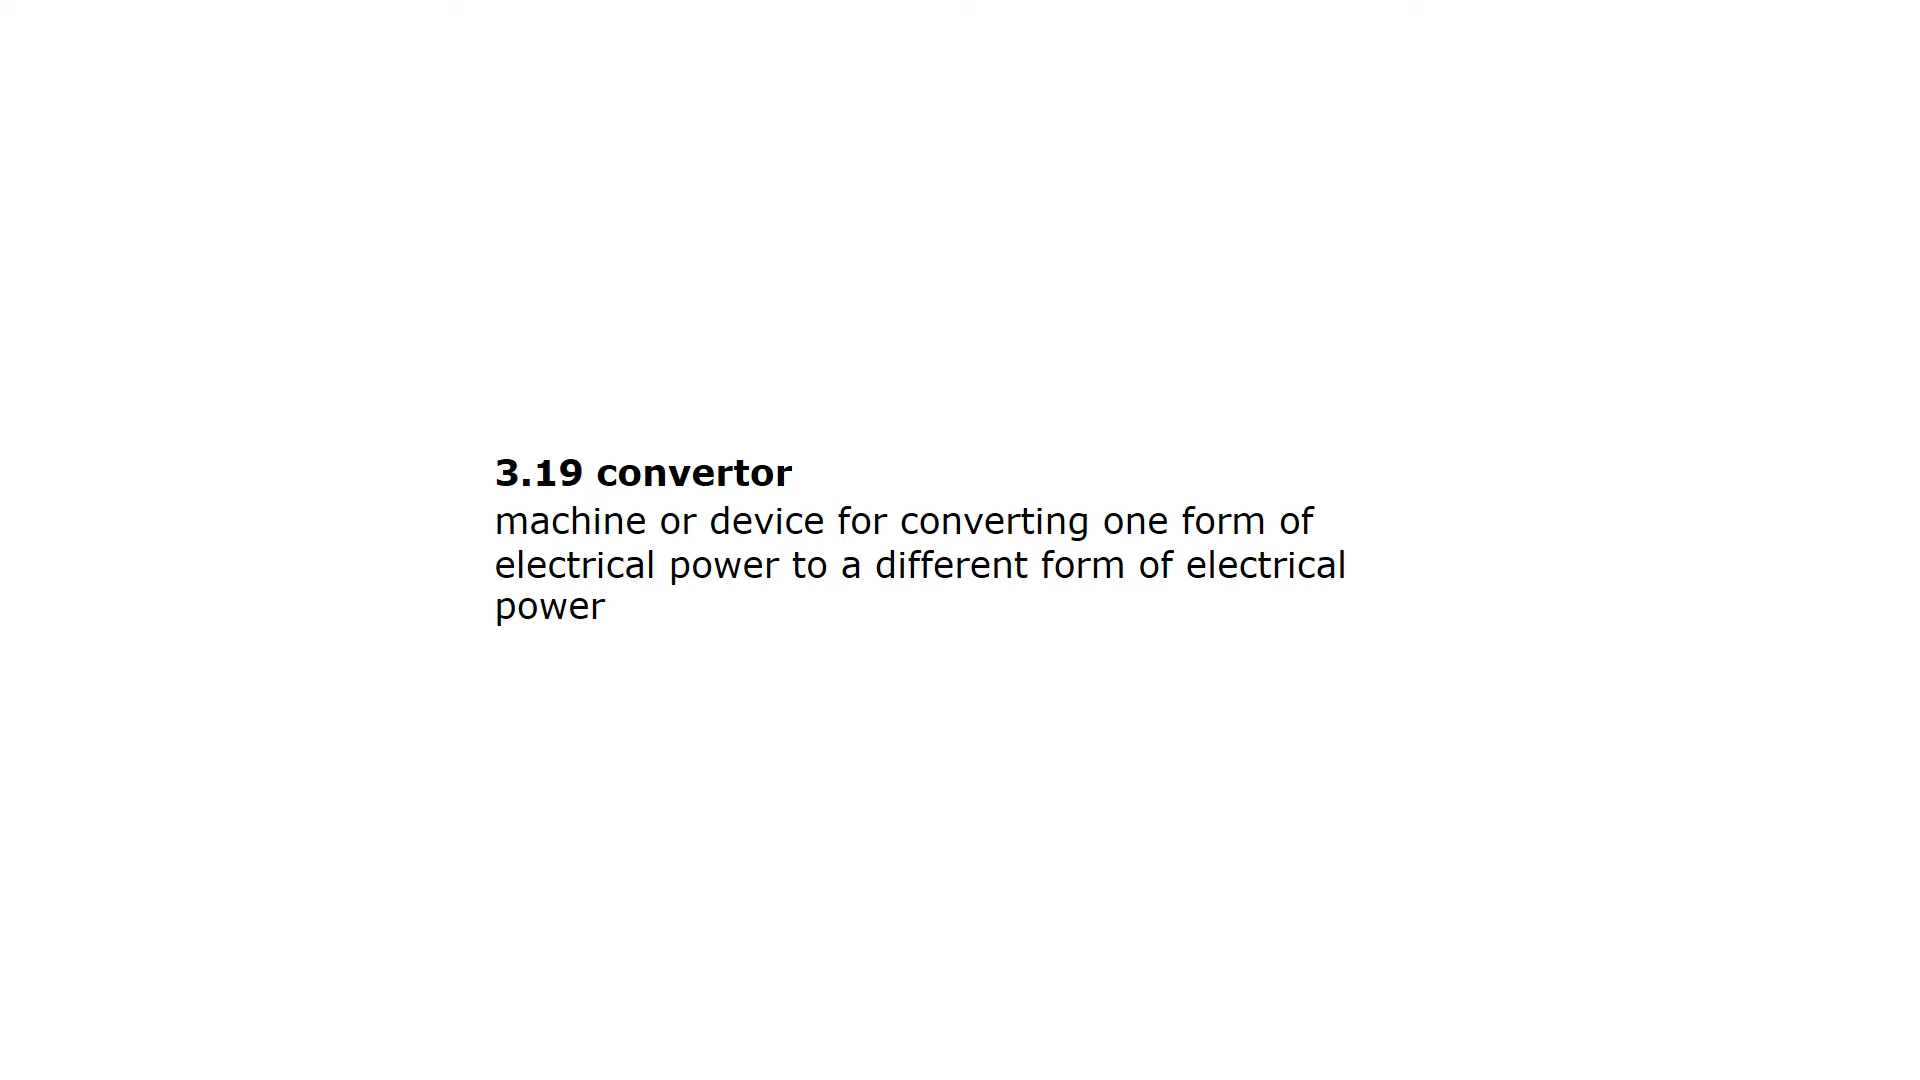 3.19 convertor
machine or device for converting one form of
electrical power to a different form of electrical
power